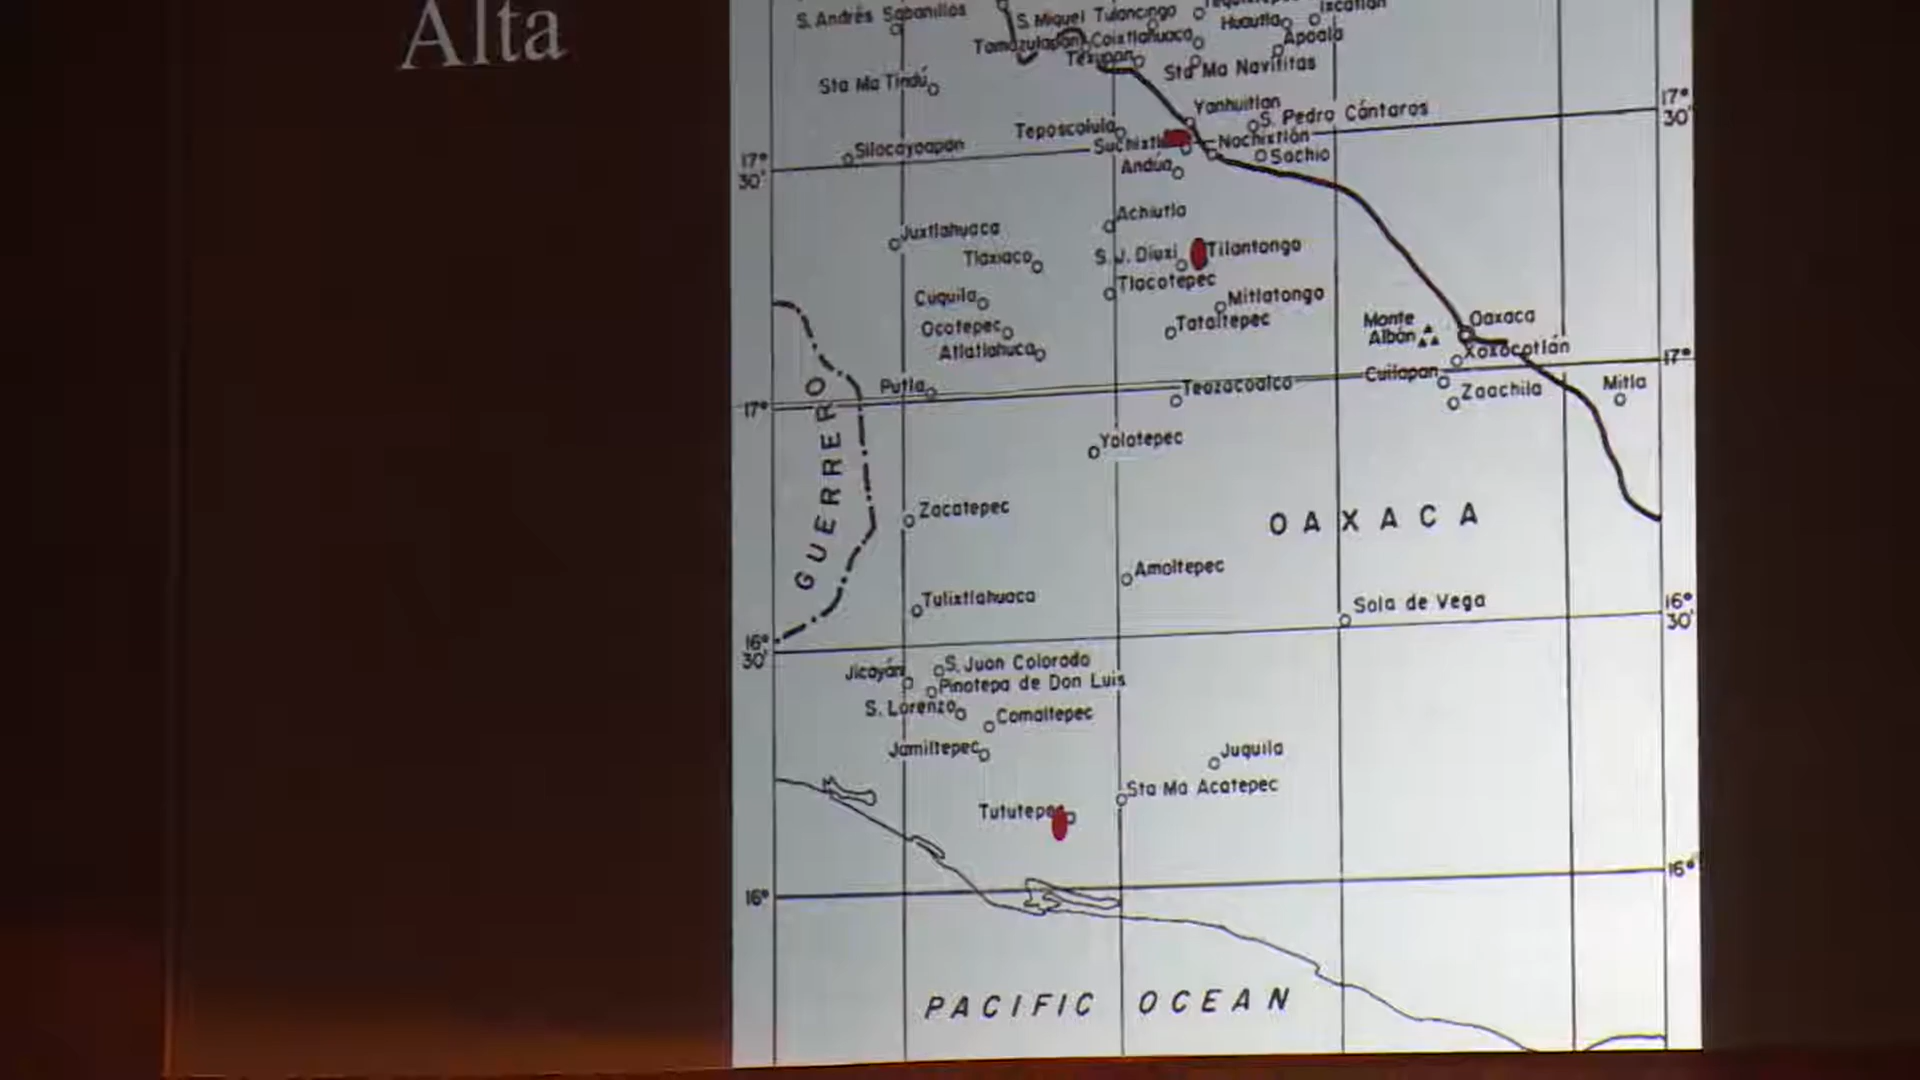 Alta
S. Andrés Sabanillos
S. Miguel Tulancingo
Ixcatlán
Huautla
Tamazulapan
Coixtlahuaca
Apoala
Texupan
Sta Ma Navititas
Sta Ma Tindú
17°
30'
Yanhuitlan
S. Pedro Cántaros
Teposcolula
Nochixtlón
Silacayoapan
Sachio
17°
30'
Andúa
Achiutla
Juxtlahuaca
Tilantongo
Tlaxiaco
S. J. Diuxi
Tlacotepec
Cuquila
Mitlatongo
Ocotepec
Tataltepec
Monte
Albán
Oaxaca
Atlatlahuca
Xoxocotlán
17°
Putla
Teozacoalco
Cuilapan
Zaachila
Mitla
17°
GUERRERO
Yolotepec
Zacatepec
OAXACA
Amoltepec
Tulixtlahuaca
Sola de Vega
16°
30'
16°
30'
S. Juan Colorado
Jicayán
Pinotepa de Don Luis
S. Lorenzo
Comaltepec
Jamiltepec
Juquila
Sta Ma Acatepec
Tututepec
16°
16°
PACIFIC OCEAN